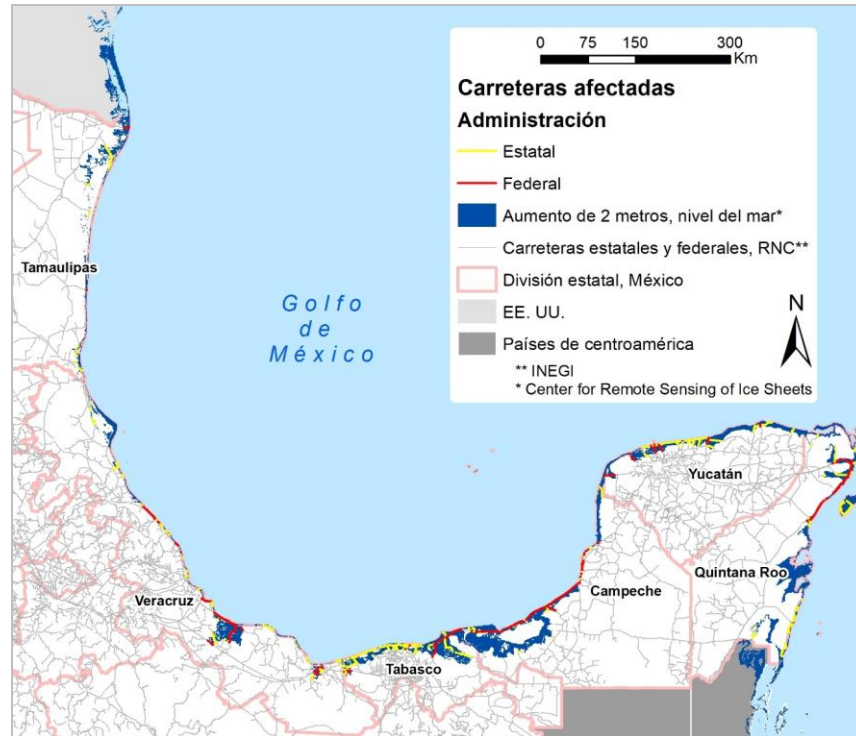 0 75 150 300
Km
Carreteras afectadas
Administración
Estatal
Federal
Aumento de 2 metros, nivel del mar*
Carreteras estatales y federales, RNC**
División estatal, México
EE. UU.
Países de centroamérica
** INEGI
* Center for Remote Sensing of Ice Sheets
N
Tamaulipas
Golfo
de
México
Yucatán
Quintana Roo
Campeche
Veracruz
Tabasco